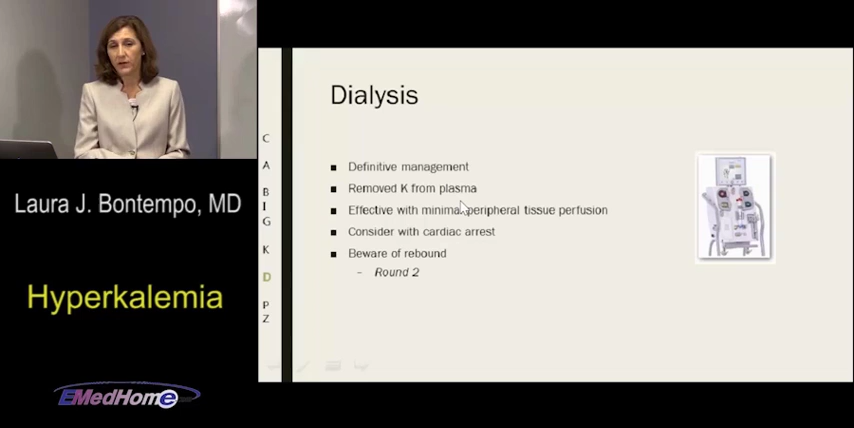 Laura J. Bontempo, MD
Hyperkalemia
EMedHome
C
A
B
I
G
K
D
P
Z
Dialysis
Definitive management
Removed K from plasma
Effective with minimal peripheral tissue perfusion
Consider with cardiac arrest
Beware of rebound
– Round 2